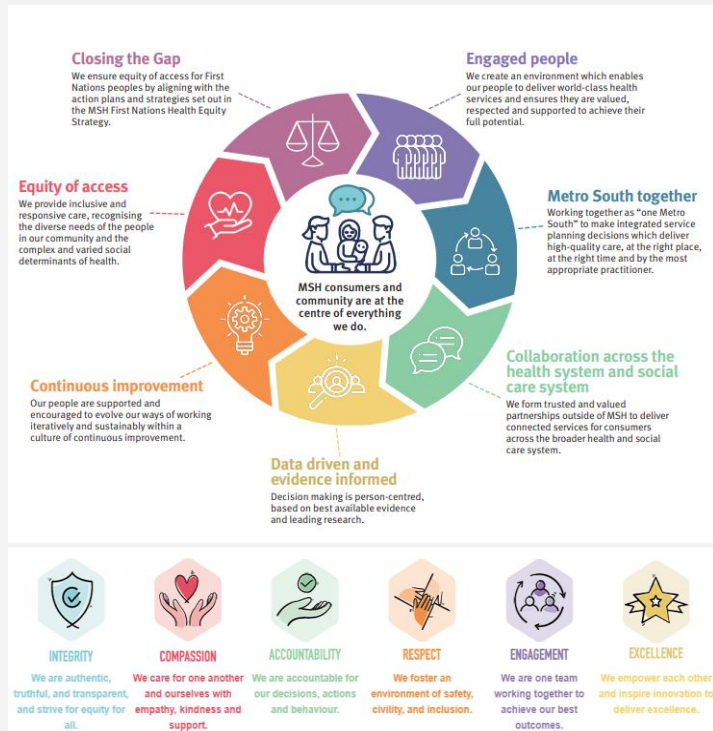 Closing the Gap
We ensure equity of access for First
Nations peoples by aligning with the
action plans and strategies set out in
the MSH First Nations Health Equity
Strategy.
Engaged people
We create an environment which enables
our people to deliver world-class health
services and ensures they are valued,
respected and supported to achieve their
full potential.
Equity of access
We provide inclusive and
responsive care, recognising
the diverse needs of the people
in our community and the
complex and varied social
determinants of health.
Metro South together
Working together as "one Metro
South" to make integrated service
planning decisions which deliver
high-quality care, at the right place,
at the right time and by the most
appropriate practitioner.
MSH consumers and
community are at the
centre of everything
we do.
Collaboration across the
health system and social
care system
We form trusted and valued
partnerships outside of MSH to deliver
connected services for consumers
across the broader health and social
care system.
Continuous improvement
Our people are supported and
encouraged to evolve our ways of working
iteratively and sustainably within a
culture of continuous improvement.
Data driven and
evidence informed
Decision making is person-centred,
based on best available evidence
and leading research.
INTEGRITY
We are authentic,
truthful, and transparent,
and strive for equity for
all.
COMPASSION
We care for one another
and ourselves with
empathy, kindness and
support.
ACCOUNTABILITY
We are accountable for
our decisions, actions
and behaviour.
RESPECT
We foster an
environment of safety,
civility, and inclusion.
ENGAGEMENT
We are one team
working together to
achieve our best
outcomes.
EXCELLENCE
We empower each other
and inspire innovation to
deliver excellence.